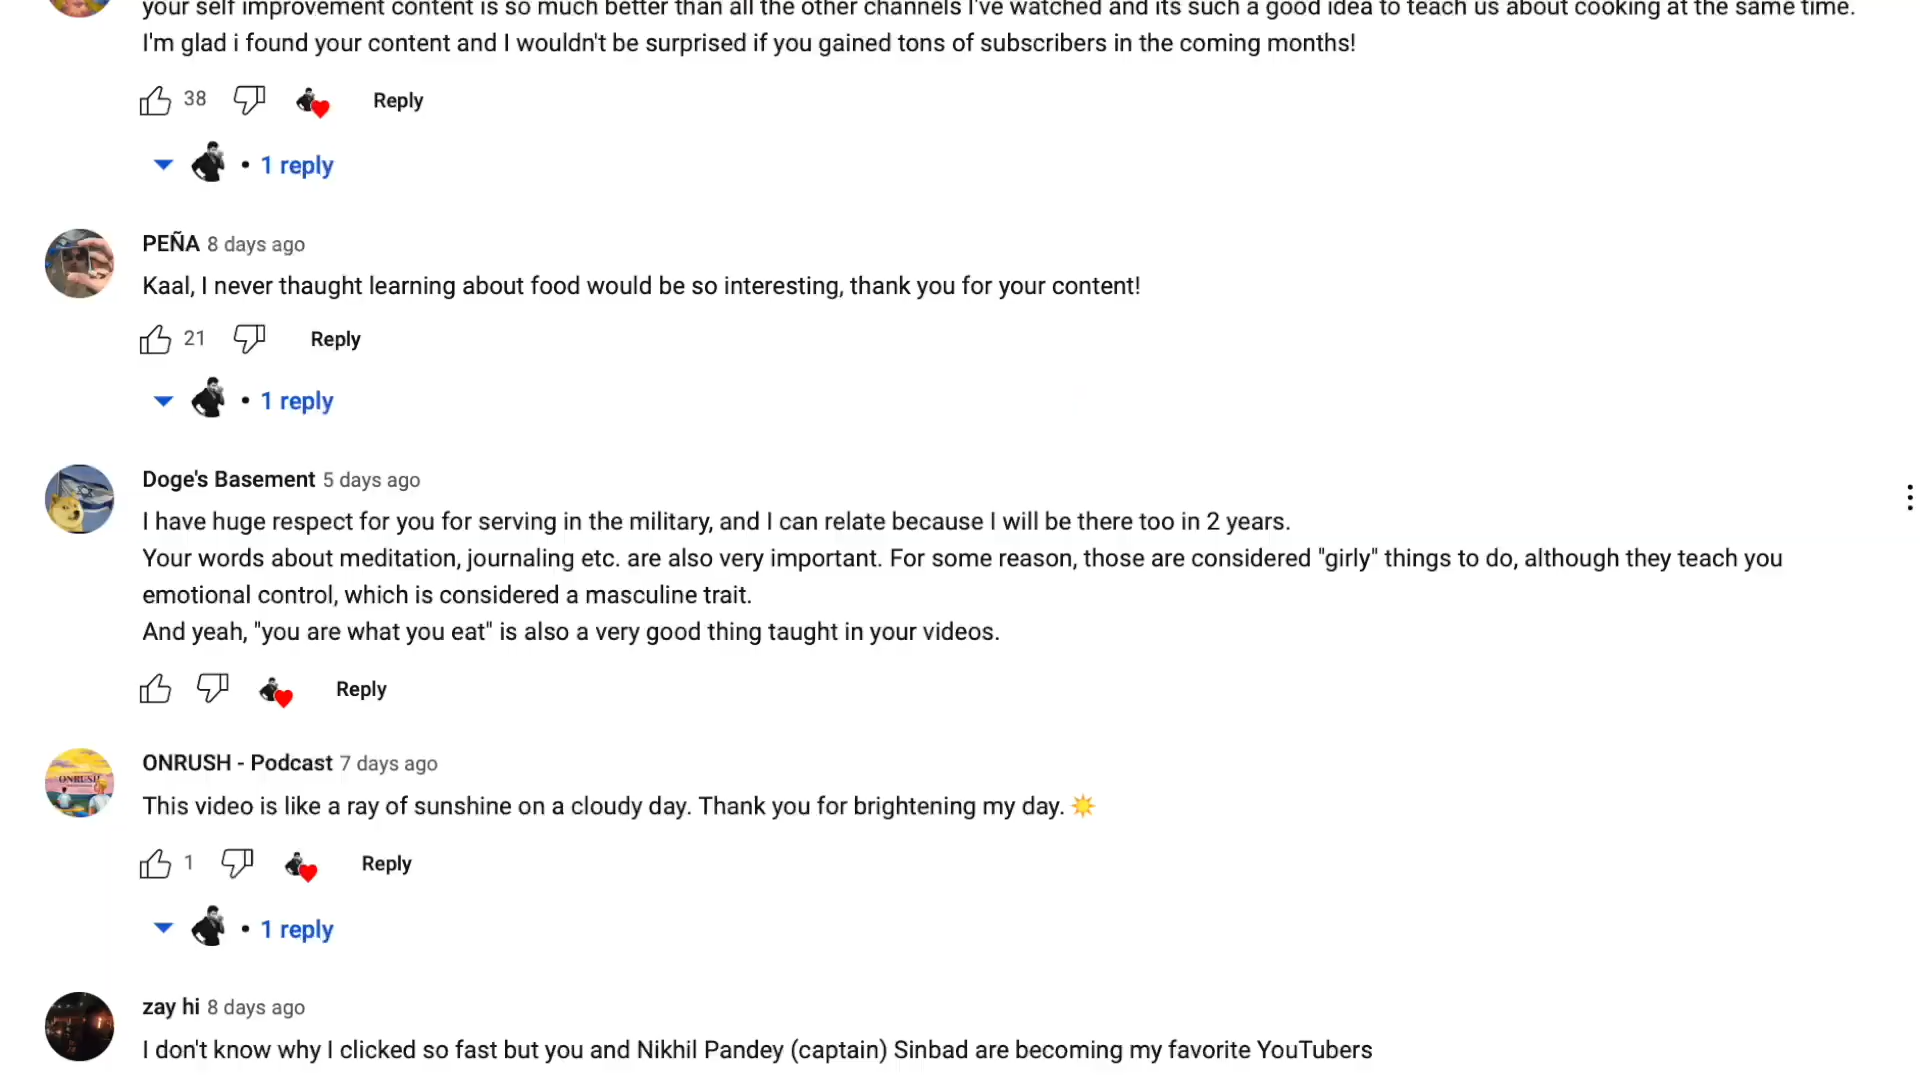 your self improvement content is so much better than all the other channels I've watched and its such a good idea to teach us about cooking at the same time.
I'm glad i found your content and I wouldn't be surprised if you gained tons of subscribers in the coming months!
38 Reply
• 1 reply
PEÑA 8 days ago
Kaal, I never thaught learning about food would be so interesting, thank you for your content!
21 Reply
• 1 reply
Doge's Basement 5 days ago
I have huge respect for you for serving in the military, and I can relate because I will be there too in 2 years.
Your words about meditation, journaling etc. are also very important. For some reason, those are considered "girly" things to do, although they teach you
emotional control, which is considered a masculine trait.
And yeah, "you are what you eat" is also a very good thing taught in your videos.
Reply
ONRUSH - Podcast 7 days ago
ONRUSH
This video is like a ray of sunshine on a cloudy day. Thank you for brightening my day. ☀️
1 Reply
• 1 reply
zay hi 8 days ago
I don't know why I clicked so fast but you and Nikhil Pandey (captain) Sinbad are becoming my favorite YouTubers